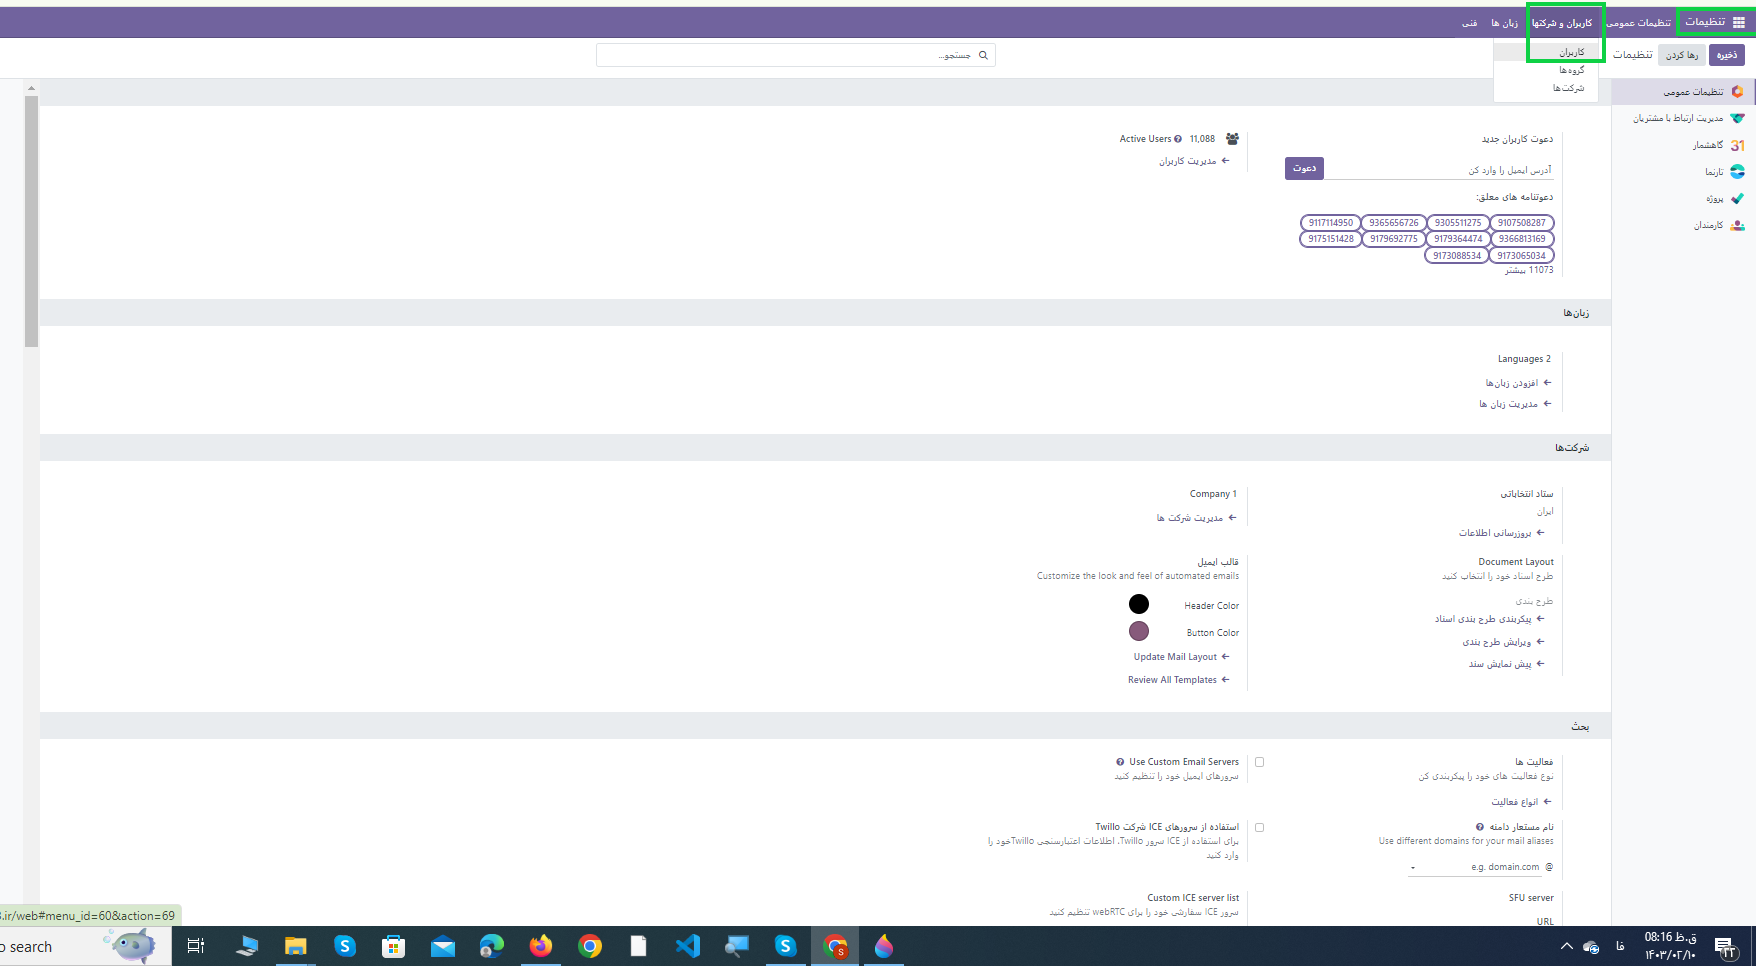 تنظیمات
تنظیمات عمومی
کاربران و شرکتها
زبان ها
فنی
ذخیره
رها کردن
تنظیمات
جستجو...
کاربران
گروه‌ها
شرکت‌ها
تنظیمات عمومی
مدیریت ارتباط با مشتریان
31 گاهشمار
تارنما
پروژه
کارمندان
دعوت کاربران جدید
آدرس ایمیل را وارد کن
دعوت
دعوتنامه های معلق:
9107508287 9305511275 9365656726 9117114950
9366813169 9179364474 9179692775 9175151428
9173065034 9173088534
11073 بیشتر
11,088 Active Users
مدیریت کاربران
زبان‌ها
2 Languages
افزودن زبان‌ها
مدیریت زبان ها
شرکت‌ها
ستاد انتخاباتی
ایران
بروزرسانی اطلاعات
1 Company
مدیریت شرکت ها
Document Layout
طرح اسناد خود را انتخاب کنید
طرح بندی
پیکربندی طرح بندی اسناد
ویرایش طرح بندی
پیش نمایش سند
قالب ایمیل
Customize the look and feel of automated emails
Header Color
Button Color
Update Mail Layout
Review All Templates
بحث
فعالیت ها
نوع فعالیت های خود را پیکربندی کن
انواع فعالیت
Use Custom Email Servers
سرورهای ایمیل خود را تنظیم کنید
نام مستعار دامنه
Use different domains for your mail aliases
@ e.g. domain.com
استفاده از سرورهای ICE شرکت Twillo
برای استفاده از ICE سرور Twillo، اطلاعات اعتبارسنجی Twilloخود را
وارد کنید
SFU server
URL
Custom ICE server list
سرور ICE سفارشی خود را برای webRTC تنظیم کنید
.ir/web#menu_id=60&action=69
o search
فا
08:16 ق.ظ
۱۴۰۳/۰۲/۱۰